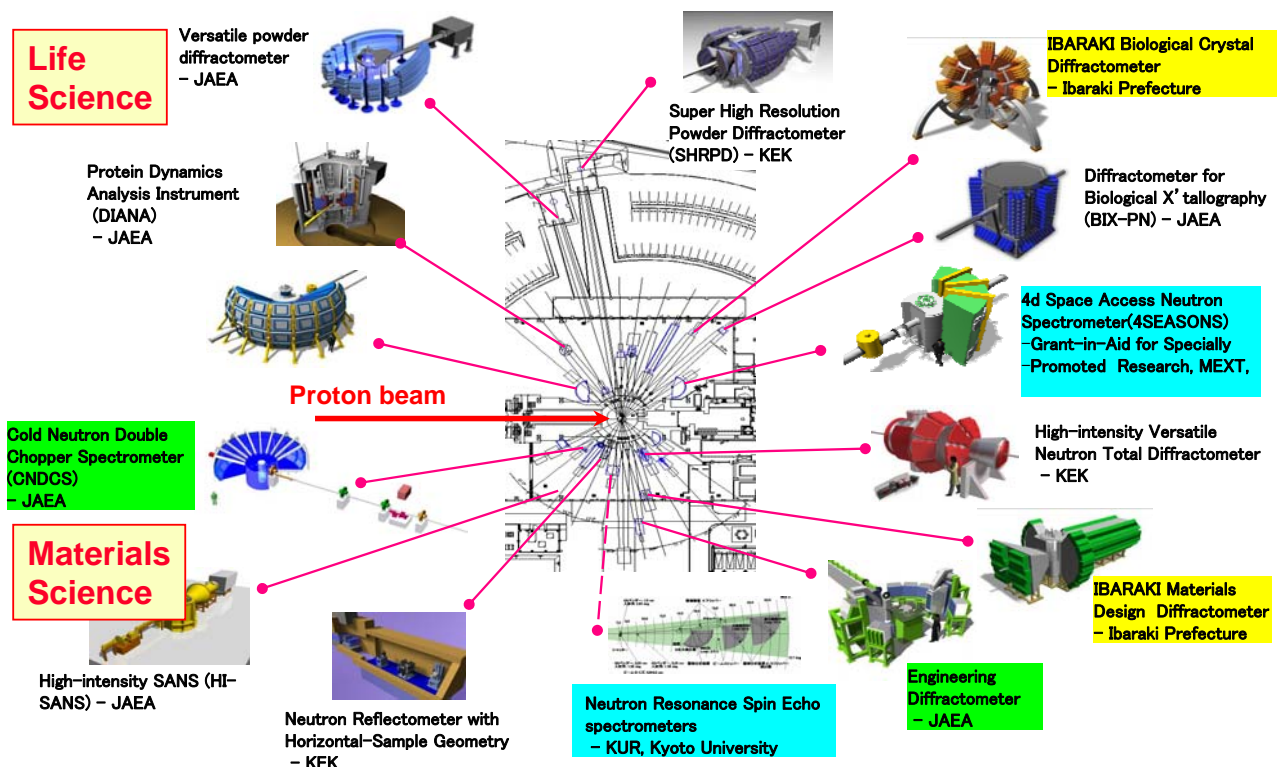 Life
Science
Versatile powder
diffractometer
– JAEA
Super High Resolution
Powder Diffractometer
(SHRPD) – KEK
IBARAKI Biological Crystal
Diffractometer
– Ibaraki Prefecture
Protein Dynamics
Analysis Instrument
(DIANA)
– JAEA
Diffractometer for
Biological X' tallography
(BIX-PN) – JAEA
4d Space Access Neutron
Spectrometer(4SEASONS)
–Grant-in-Aid for Specially
–Promoted Research, MEXT,
Proton beam
Cold Neutron Double
Chopper Spectrometer
(CNDCS)
– JAEA
High-intensity Versatile
Neutron Total Diffractometer
– KEK
Materials
Science
IBARAKI Materials
Design Diffractometer
– Ibaraki Prefecture
High-intensity SANS (HI-
SANS) – JAEA
Neutron Reflectometer with
Horizontal-Sample Geometry
– KEK
Neutron Resonance Spin Echo
spectrometers
– KUR, Kyoto University
Engineering
Diffractometer
– JAEA